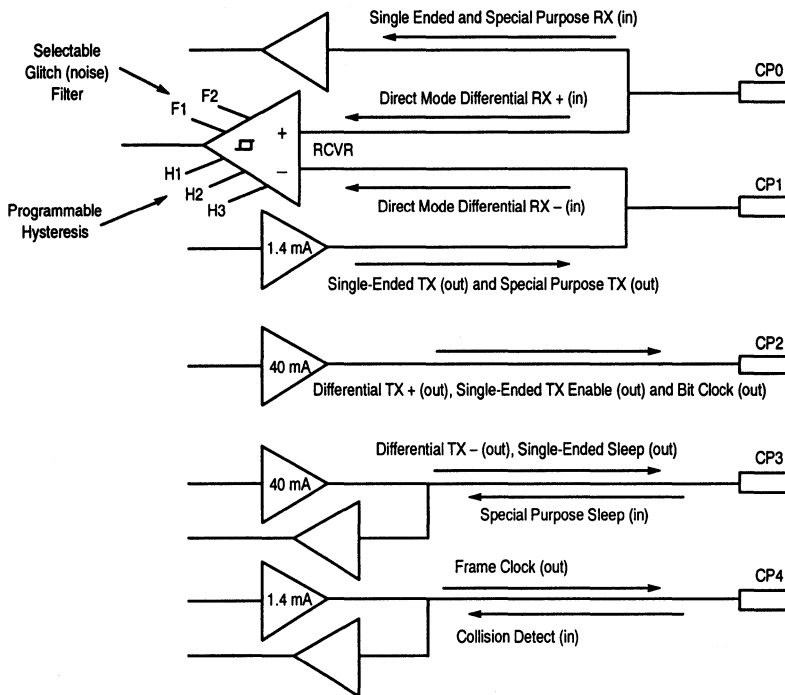 Single Ended and Special Purpose RX (in)
CP0
Selectable
Glitch (noise)
Filter
F2
F1
Direct Mode Differential RX + (in)
+
RCVR
–
H1
H2
H3
CP1
Direct Mode Differential RX – (in)
Programmable
Hysteresis
1.4 mA
Single-Ended TX (out) and Special Purpose TX (out)
CP2
40 mA
Differential TX + (out), Single-Ended TX Enable (out) and Bit Clock (out)
Differential TX – (out), Single-Ended Sleep (out)
CP3
40 mA
Special Purpose Sleep (in)
Frame Clock (out)
CP4
1.4 mA
Collision Detect (in)